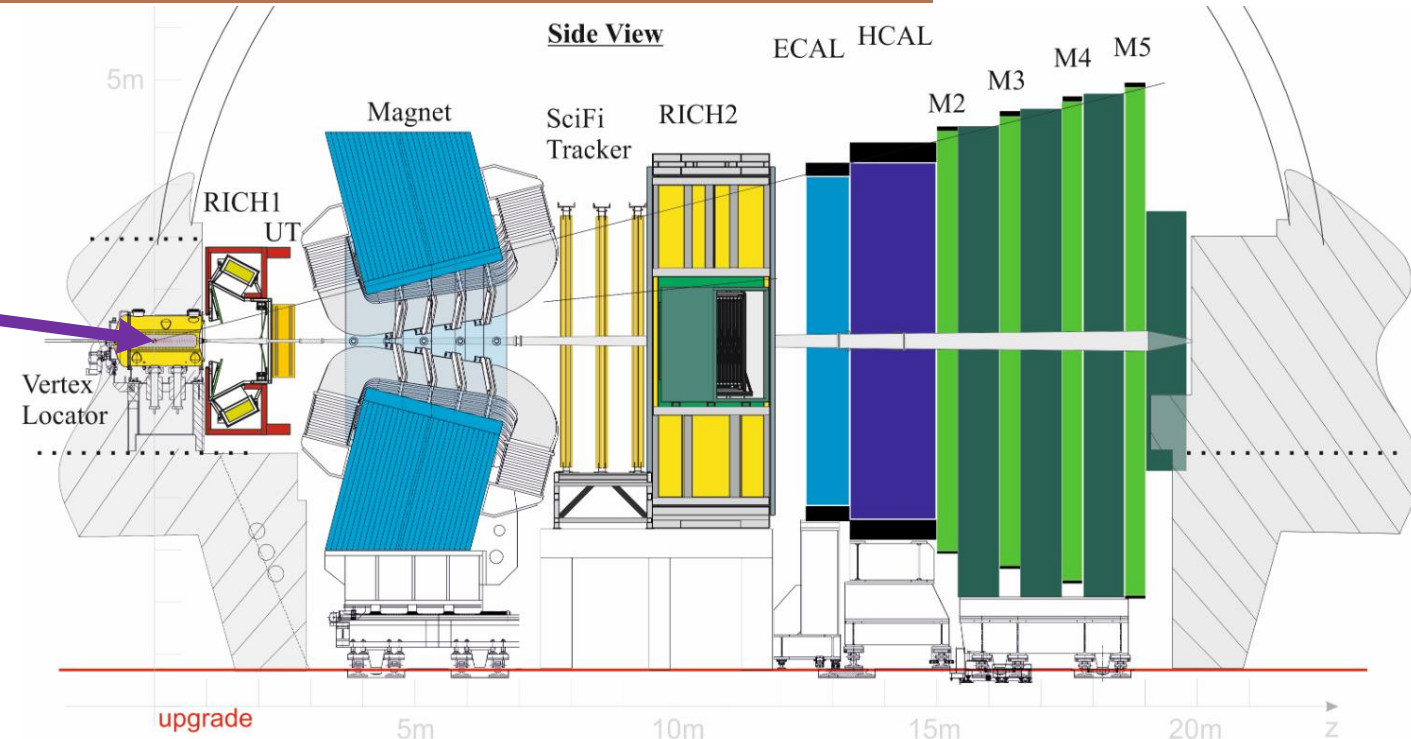 Side View
ECAL
HCAL
M5
M4
M3
M2
5m
Magnet
SciFi
Tracker
RICH2
RICH1
UT
Vertex
Locator
upgrade
5m
10m
15m
20m
z